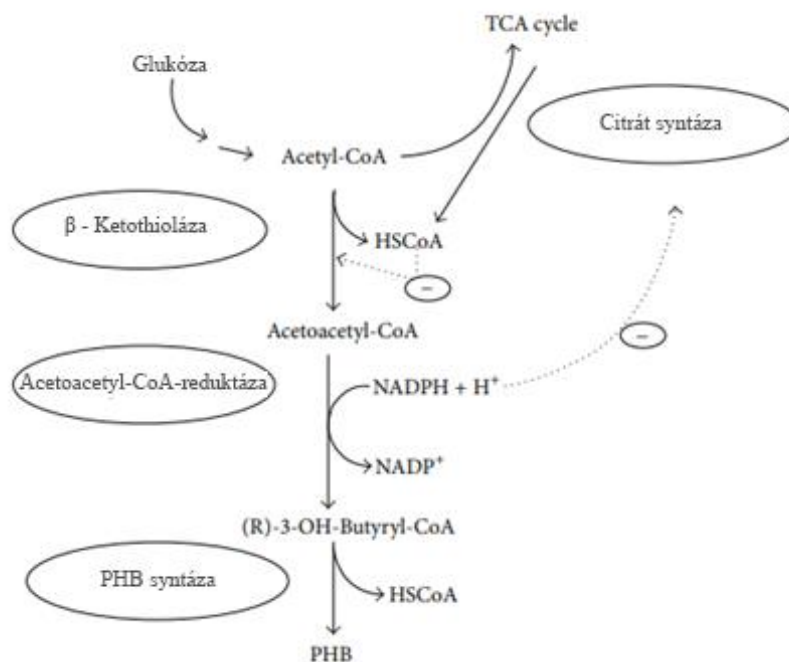 TCA cycle
Glukóza
Citrát syntáza
Acetyl-CoA
β - Ketothioláza
HSCoA
−
Acetoacetyl-CoA
−
Acetoacetyl-CoA-reduktáza
NADPH + H⁺
NADP⁺
(R)-3-OH-Butyryl-CoA
PHB syntáza
HSCoA
PHB